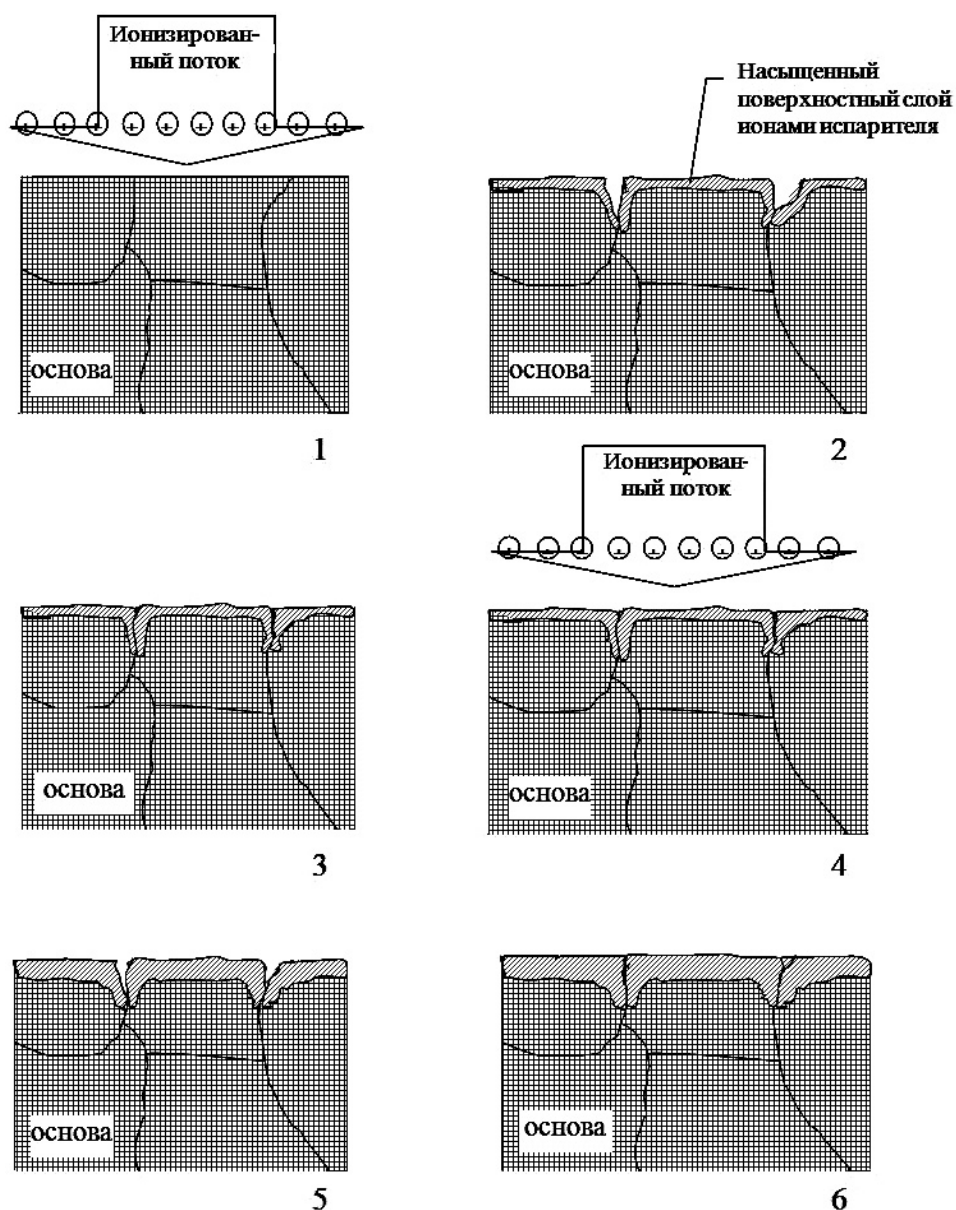 Ионизирован-
ный поток
Насыщенный
поверхностный слой
ионами испарителя
основа
1
основа
2
Ионизирован-
ный поток
основа
3
основа
4
основа
5
основа
6